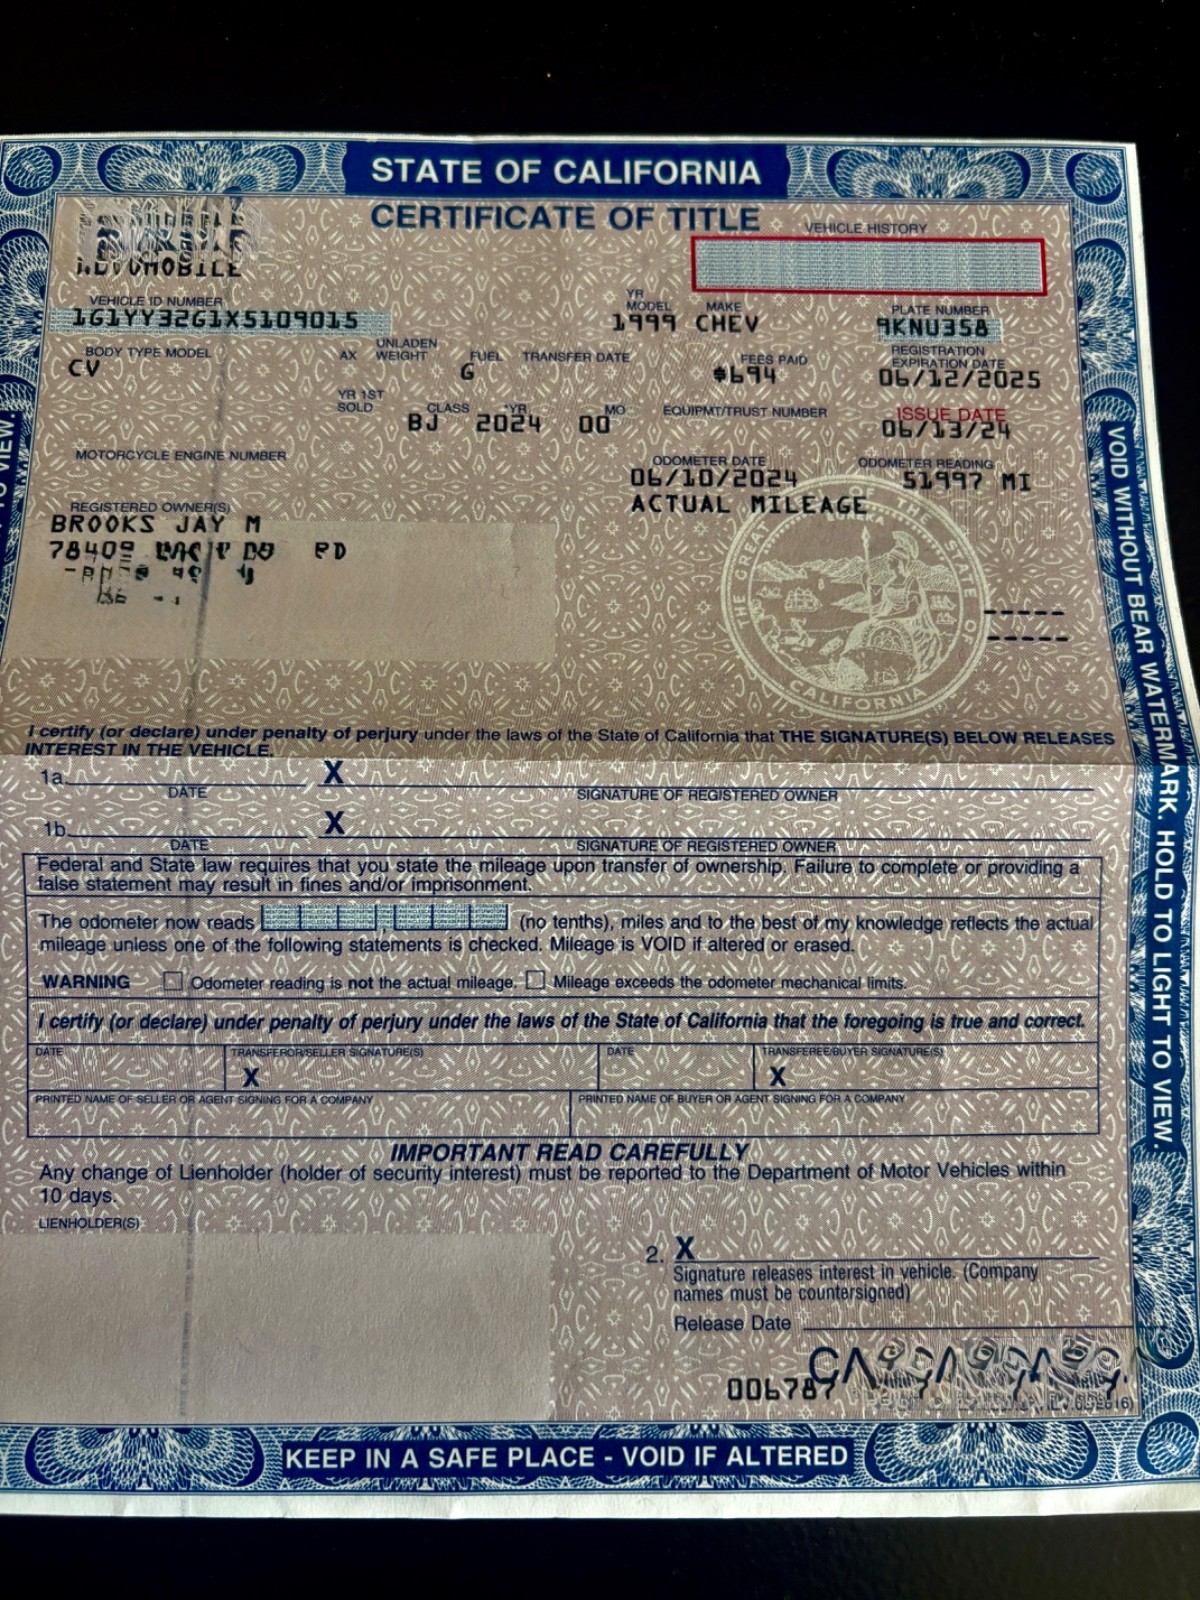 STATE OF CALIFORNIA
CERTIFICATE OF TITLE
VEHICLE HISTORY
AUTOMOBILE
VEHICLE ID NUMBER
1G1YY32G1X5109015
YR MODEL
1999
MAKE
CHEV
PLATE NUMBER
9KNU358
BODY TYPE MODEL
CV
AX
UNLADEN WEIGHT
FUEL
G
TRANSFER DATE
FEES PAID
$694
REGISTRATION EXPIRATION DATE
06/12/2025
YR 1ST SOLD
CLASS
BJ
*YR
2024
MO
00
EQUIPMT/TRUST NUMBER
ISSUE DATE
06/13/24
MOTORCYCLE ENGINE NUMBER
ODOMETER DATE
06/10/2024
ODOMETER READING
51997 MI
ACTUAL MILEAGE
REGISTERED OWNER(S)
BROOKS JAY M
RD
THE GREAT SEAL OF THE STATE OF CALIFORNIA
EUREKA
I certify (or declare) under penalty of perjury under the laws of the State of California that THE SIGNATURE(S) BELOW RELEASES
INTEREST IN THE VEHICLE.
1a. X
DATE SIGNATURE OF REGISTERED OWNER
1b. X
DATE SIGNATURE OF REGISTERED OWNER
Federal and State law requires that you state the mileage upon transfer of ownership. Failure to complete or providing a
false statement may result in fines and/or imprisonment.
The odometer now reads , (no tenths), miles and to the best of my knowledge reflects the actual
mileage unless one of the following statements is checked. Mileage is VOID if altered or erased.
WARNING Odometer reading is not the actual mileage. Mileage exceeds the odometer mechanical limits.
I certify (or declare) under penalty of perjury under the laws of the State of California that the foregoing is true and correct.
DATE TRANSFEROR/SELLER SIGNATURE(S) DATE TRANSFEREE/BUYER SIGNATURE(S)
X X
PRINTED NAME OF SELLER OR AGENT SIGNING FOR A COMPANY PRINTED NAME OF BUYER OR AGENT SIGNING FOR A COMPANY
IMPORTANT READ CAREFULLY
Any change of Lienholder (holder of security interest) must be reported to the Department of Motor Vehicles within
10 days.
LIENHOLDER(S)
2. X
Signature releases interest in vehicle. (Company
names must be countersigned)
Release Date
006787
KEEP IN A SAFE PLACE - VOID IF ALTERED
VOID WITHOUT BEAR WATERMARK. HOLD TO LIGHT TO VIEW.
TO VIEW.